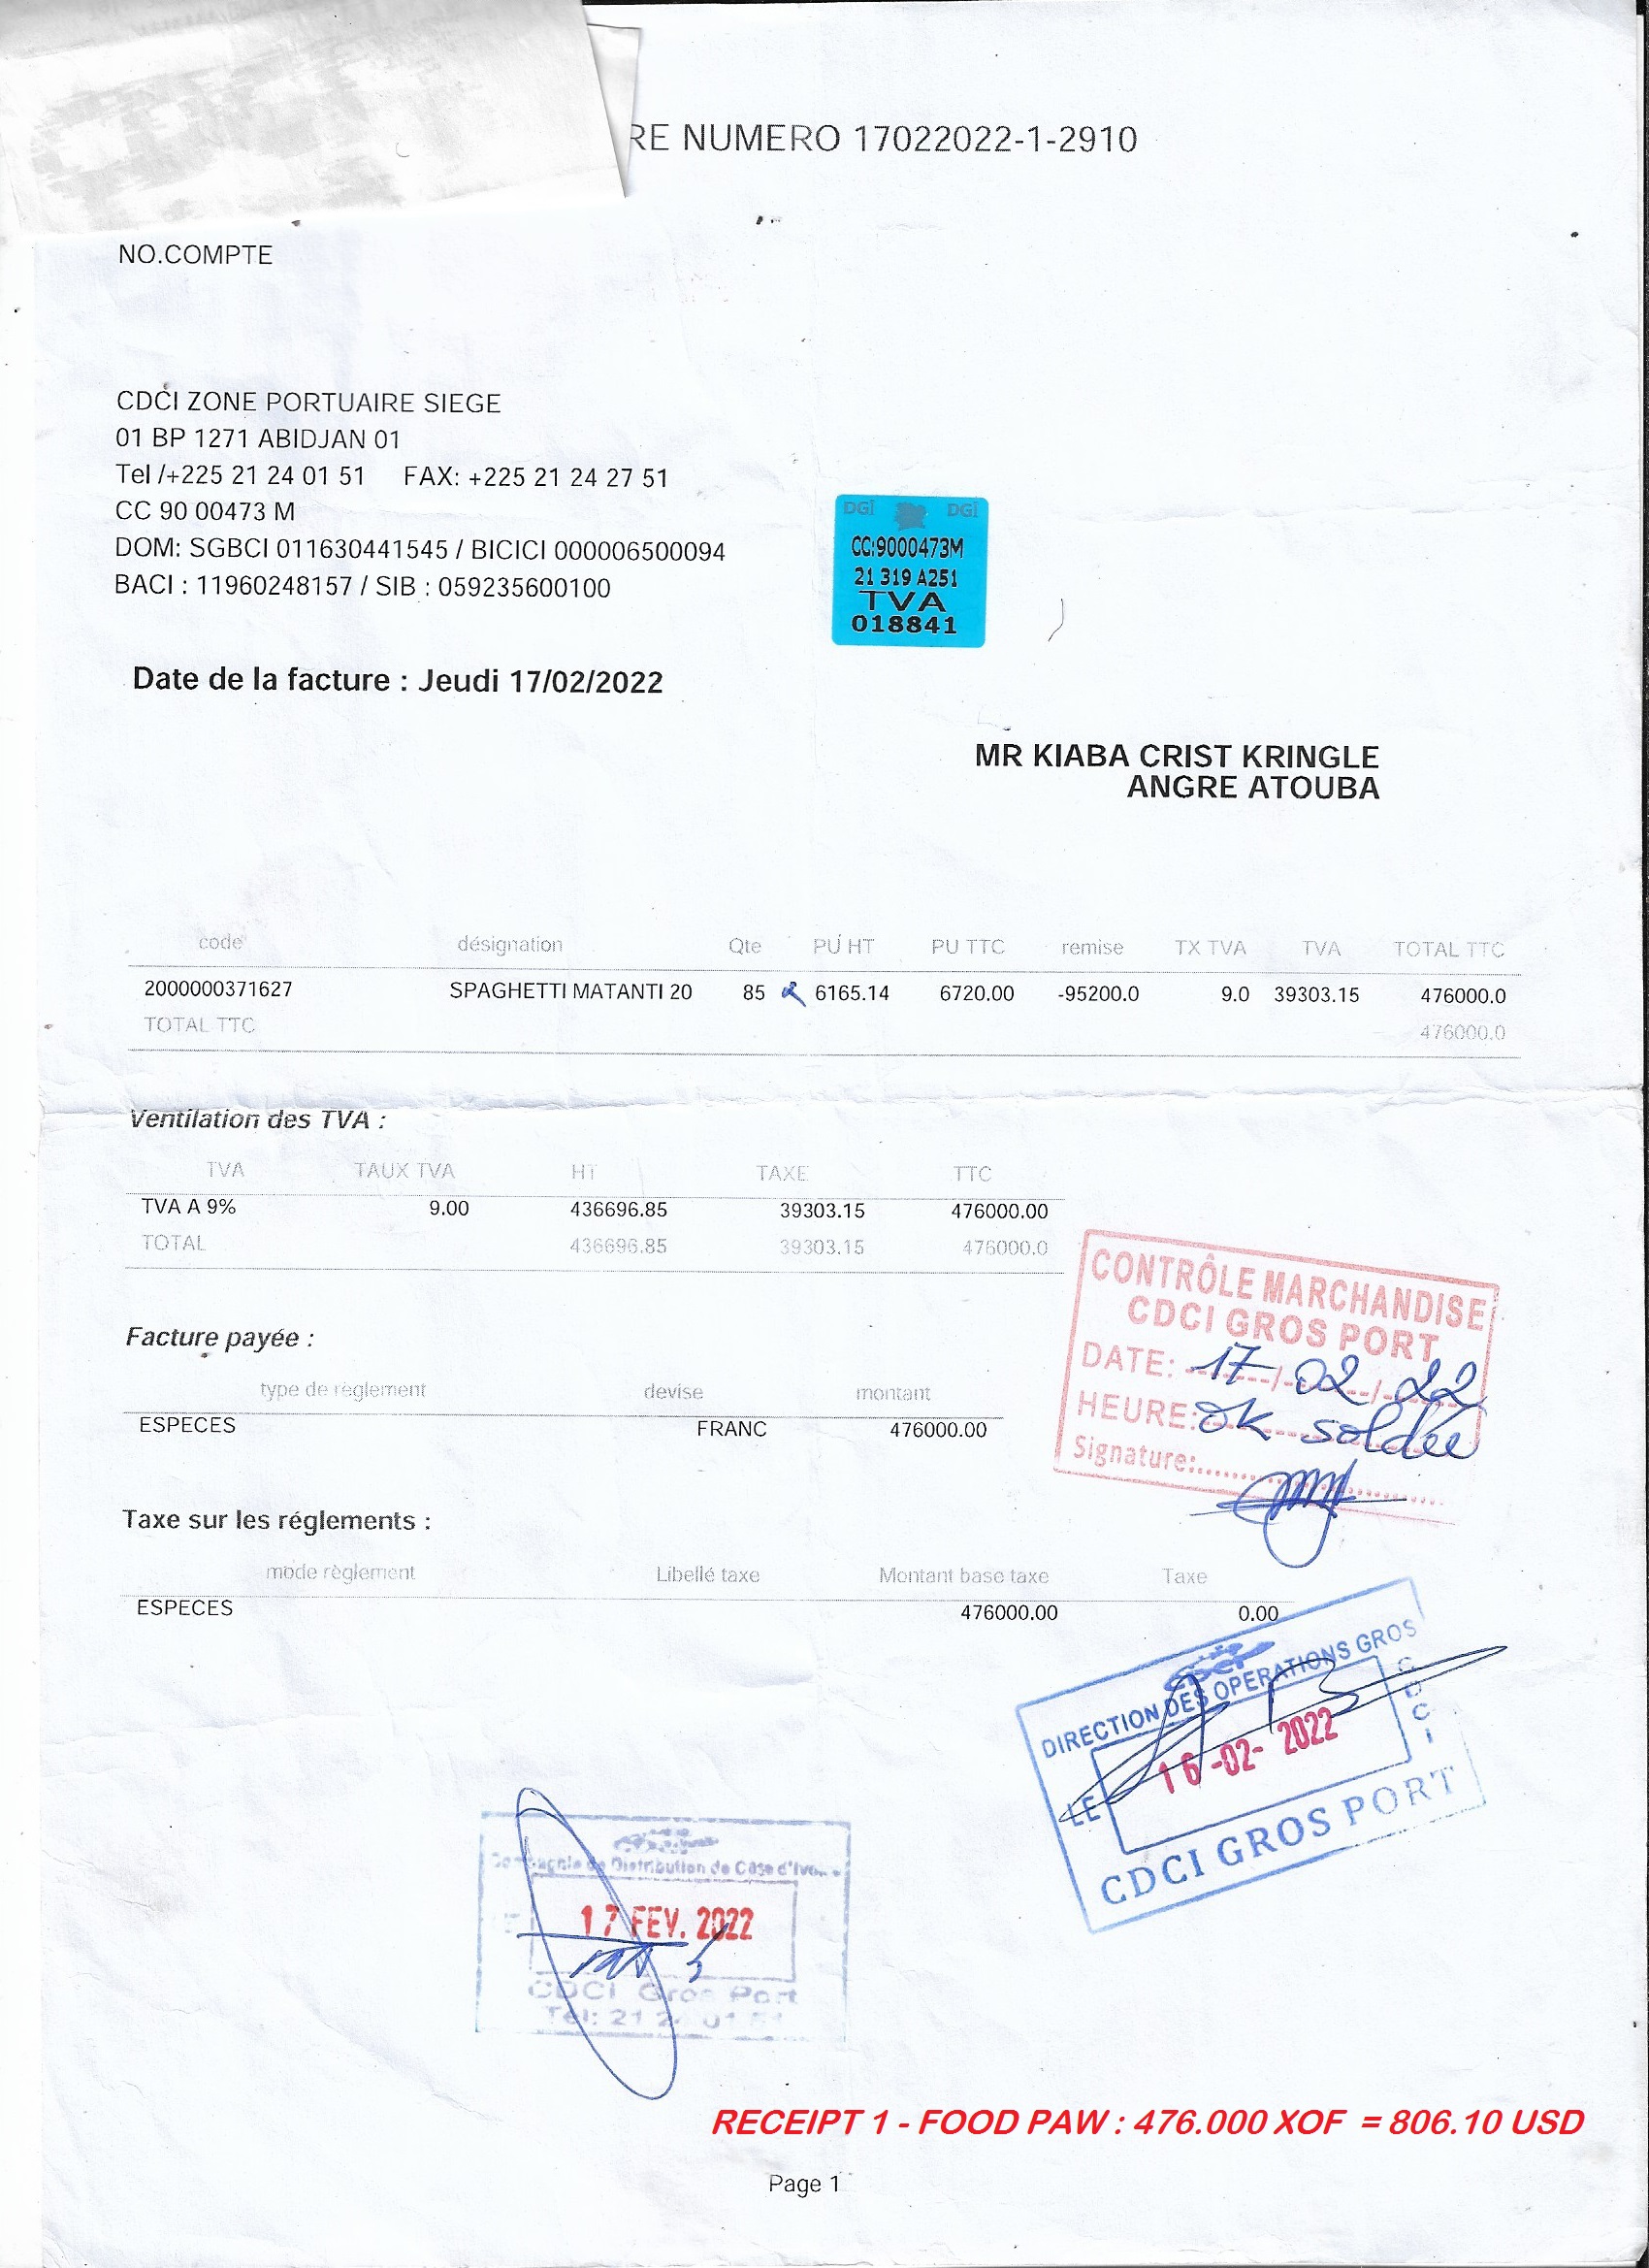 RE NUMERO 17022022-1-2910
NO.COMPTE
CDCI ZONE PORTUAIRE SIEGE
01 BP 1271 ABIDJAN 01
Tel /+225 21 24 01 51 FAX: +225 21 24 27 51
CC 90 00473 M
DOM: SGBCI 011630441545 / BICICI 000006500094
BACI : 11960248157 / SIB : 059235600100
DGI DGI
CC:9000473M
21 319 A251
TVA
018841
Date de la facture : Jeudi 17/02/2022
MR KIABA CRIST KRINGLE
ANGRE ATOUBA
code désignation Qte PU HT PU TTC remise TX TVA TVA TOTAL TTC
2000000371627 SPAGHETTI MATANTI 20 85 6165.14 6720.00 -95200.0 9.0 39303.15 476000.0
TOTAL TTC 476000.0
Ventilation des TVA :
TVA TAUX TVA HT TAXE TTC
TVA A 9% 9.00 436696.85 39303.15 476000.00
TOTAL 436696.85 39303.15 476000.0
CONTRÔLE MARCHANDISE
CDCI GROS PORT
DATE: 17/02/22
HEURE: ok soldée
Signature:
Facture payée :
type de règlement devise montant
ESPECES FRANC 476000.00
Taxe sur les réglements :
mode règlement Libellé taxe Montant base taxe Taxe
ESPECES 476000.00 0.00
DIRECTION DES OPERATIONS GROS
CDCI
LE 16-02-2022
CDCI GROS PORT
Compagnie de Distribution de Case d'Ivoire
17 FEV. 2022
CDCI Gros Port
Tel: 21 24 01 51
RECEIPT 1 - FOOD PAW : 476.000 XOF = 806.10 USD
Page 1